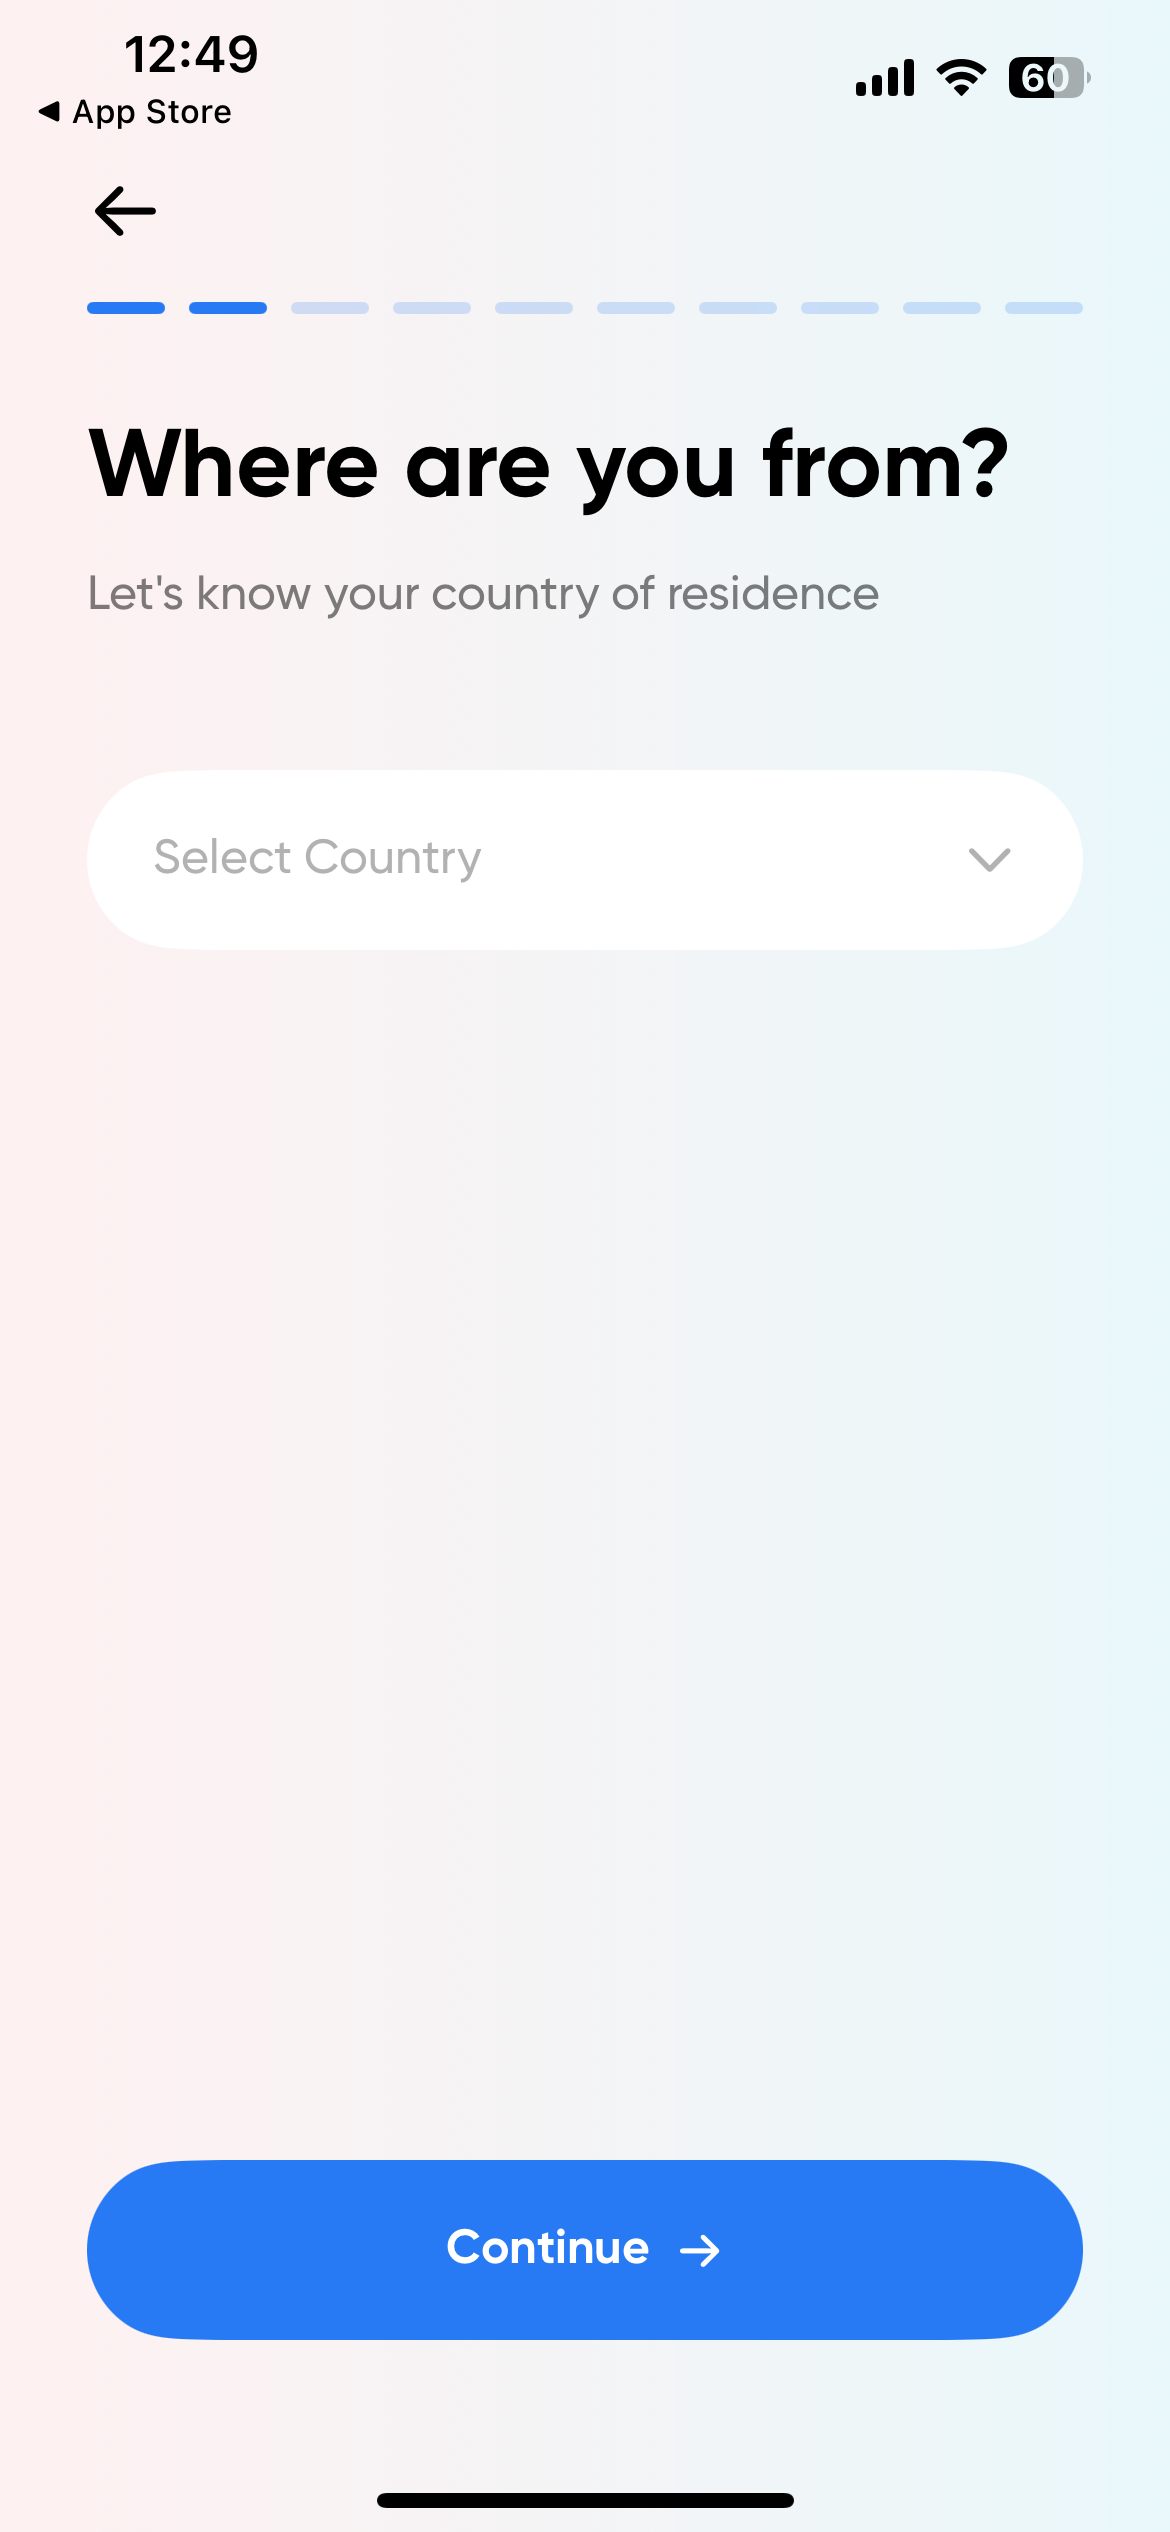 12:49
60
◀ App Store
Where are you from?
Let's know your country of residence
Select Country
Continue →